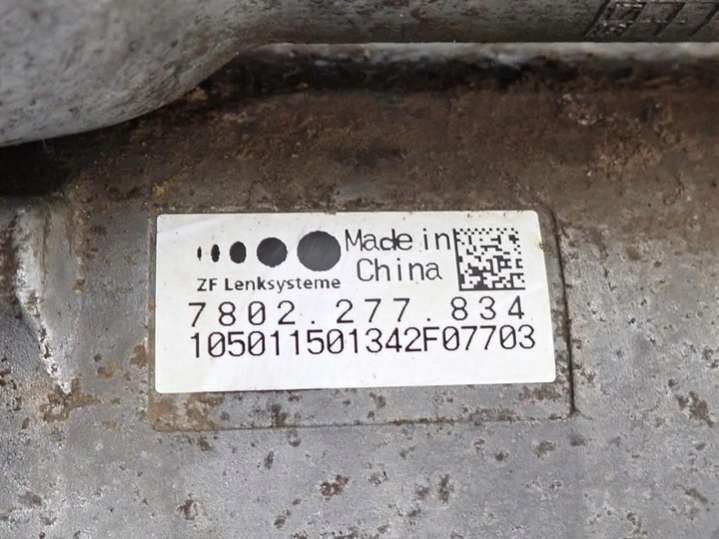 Made in
China
ZF Lenksysteme
7802.277.834
105011501342F07703